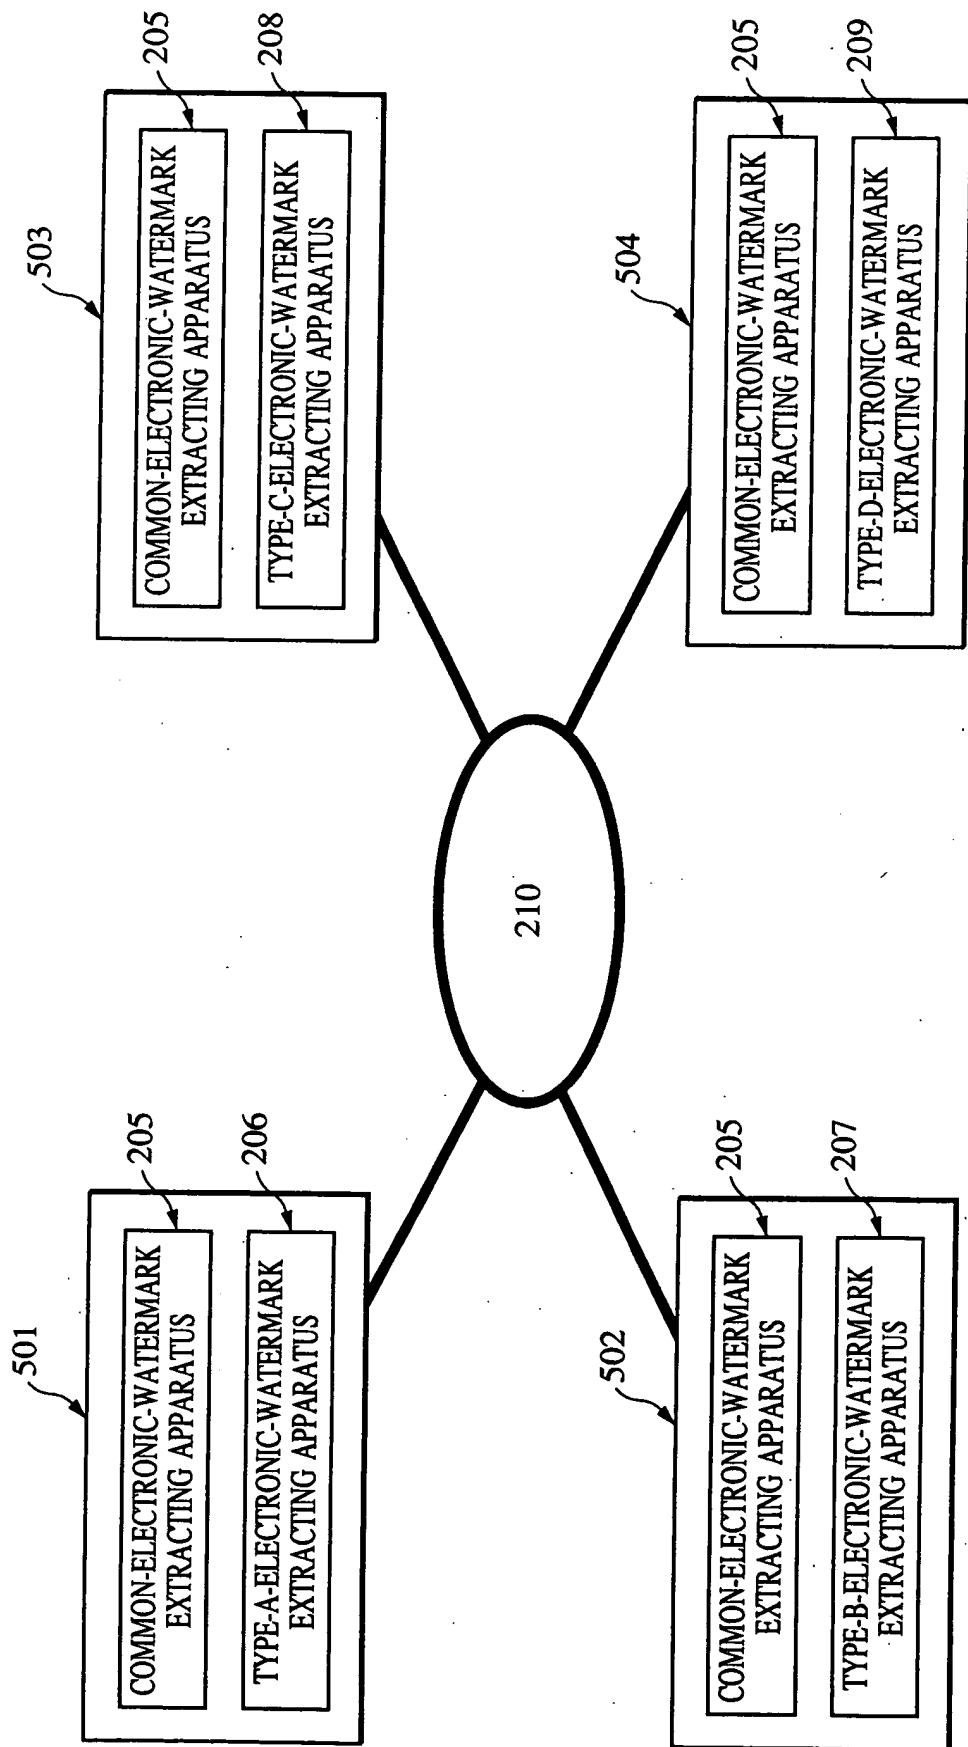 501
COMMON-ELECTRONIC-WATERMARK
EXTRACTING APPARATUS
205
TYPE-A-ELECTRONIC-WATERMARK
EXTRACTING APPARATUS
206
503
COMMON-ELECTRONIC-WATERMARK
EXTRACTING APPARATUS
205
TYPE-C-ELECTRONIC-WATERMARK
EXTRACTING APPARATUS
208
210
502
COMMON-ELECTRONIC-WATERMARK
EXTRACTING APPARATUS
205
TYPE-B-ELECTRONIC-WATERMARK
EXTRACTING APPARATUS
207
504
COMMON-ELECTRONIC-WATERMARK
EXTRACTING APPARATUS
205
TYPE-D-ELECTRONIC-WATERMARK
EXTRACTING APPARATUS
209